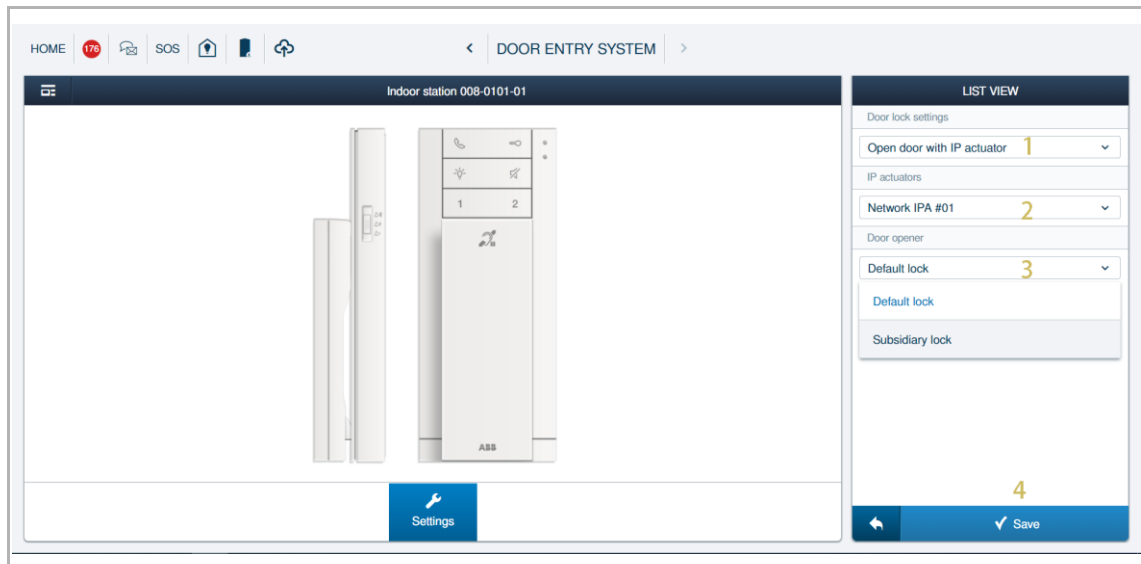 HOME 176 SOS DOOR ENTRY SYSTEM
Indoor station 008-0101-01
LIST VIEW
Door lock settings
Open door with IP actuator 1
IP actuators
Network IPA #01 2
Door opener
Default lock 3
Default lock
Subsidiary lock
1 2
ABB
4
Settings
Save